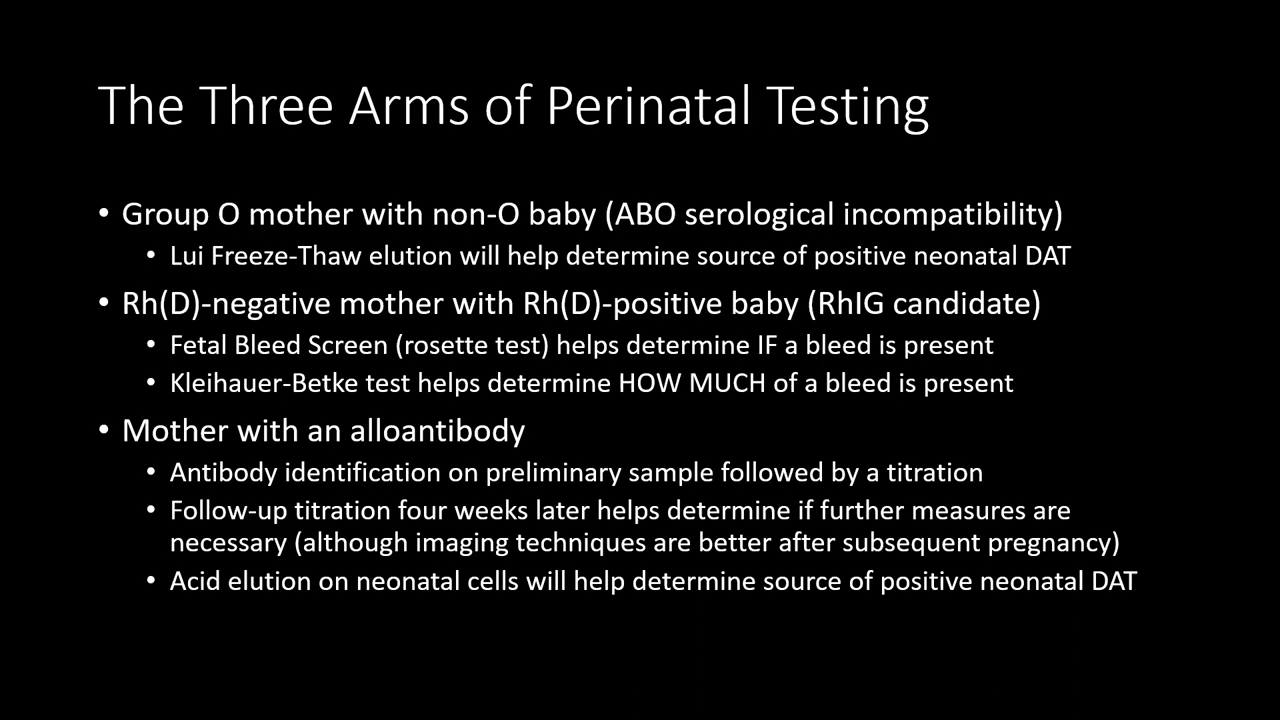 The Three Arms of Perinatal Testing
• Group O mother with non-O baby (ABO serological incompatibility)
• Lui Freeze-Thaw elution will help determine source of positive neonatal DAT
• Rh(D)-negative mother with Rh(D)-positive baby (RhIG candidate)
• Fetal Bleed Screen (rosette test) helps determine IF a bleed is present
• Kleihauer-Betke test helps determine HOW MUCH of a bleed is present
• Mother with an alloantibody
• Antibody identification on preliminary sample followed by a titration
• Follow-up titration four weeks later helps determine if further measures are
necessary (although imaging techniques are better after subsequent pregnancy)
• Acid elution on neonatal cells will help determine source of positive neonatal DAT